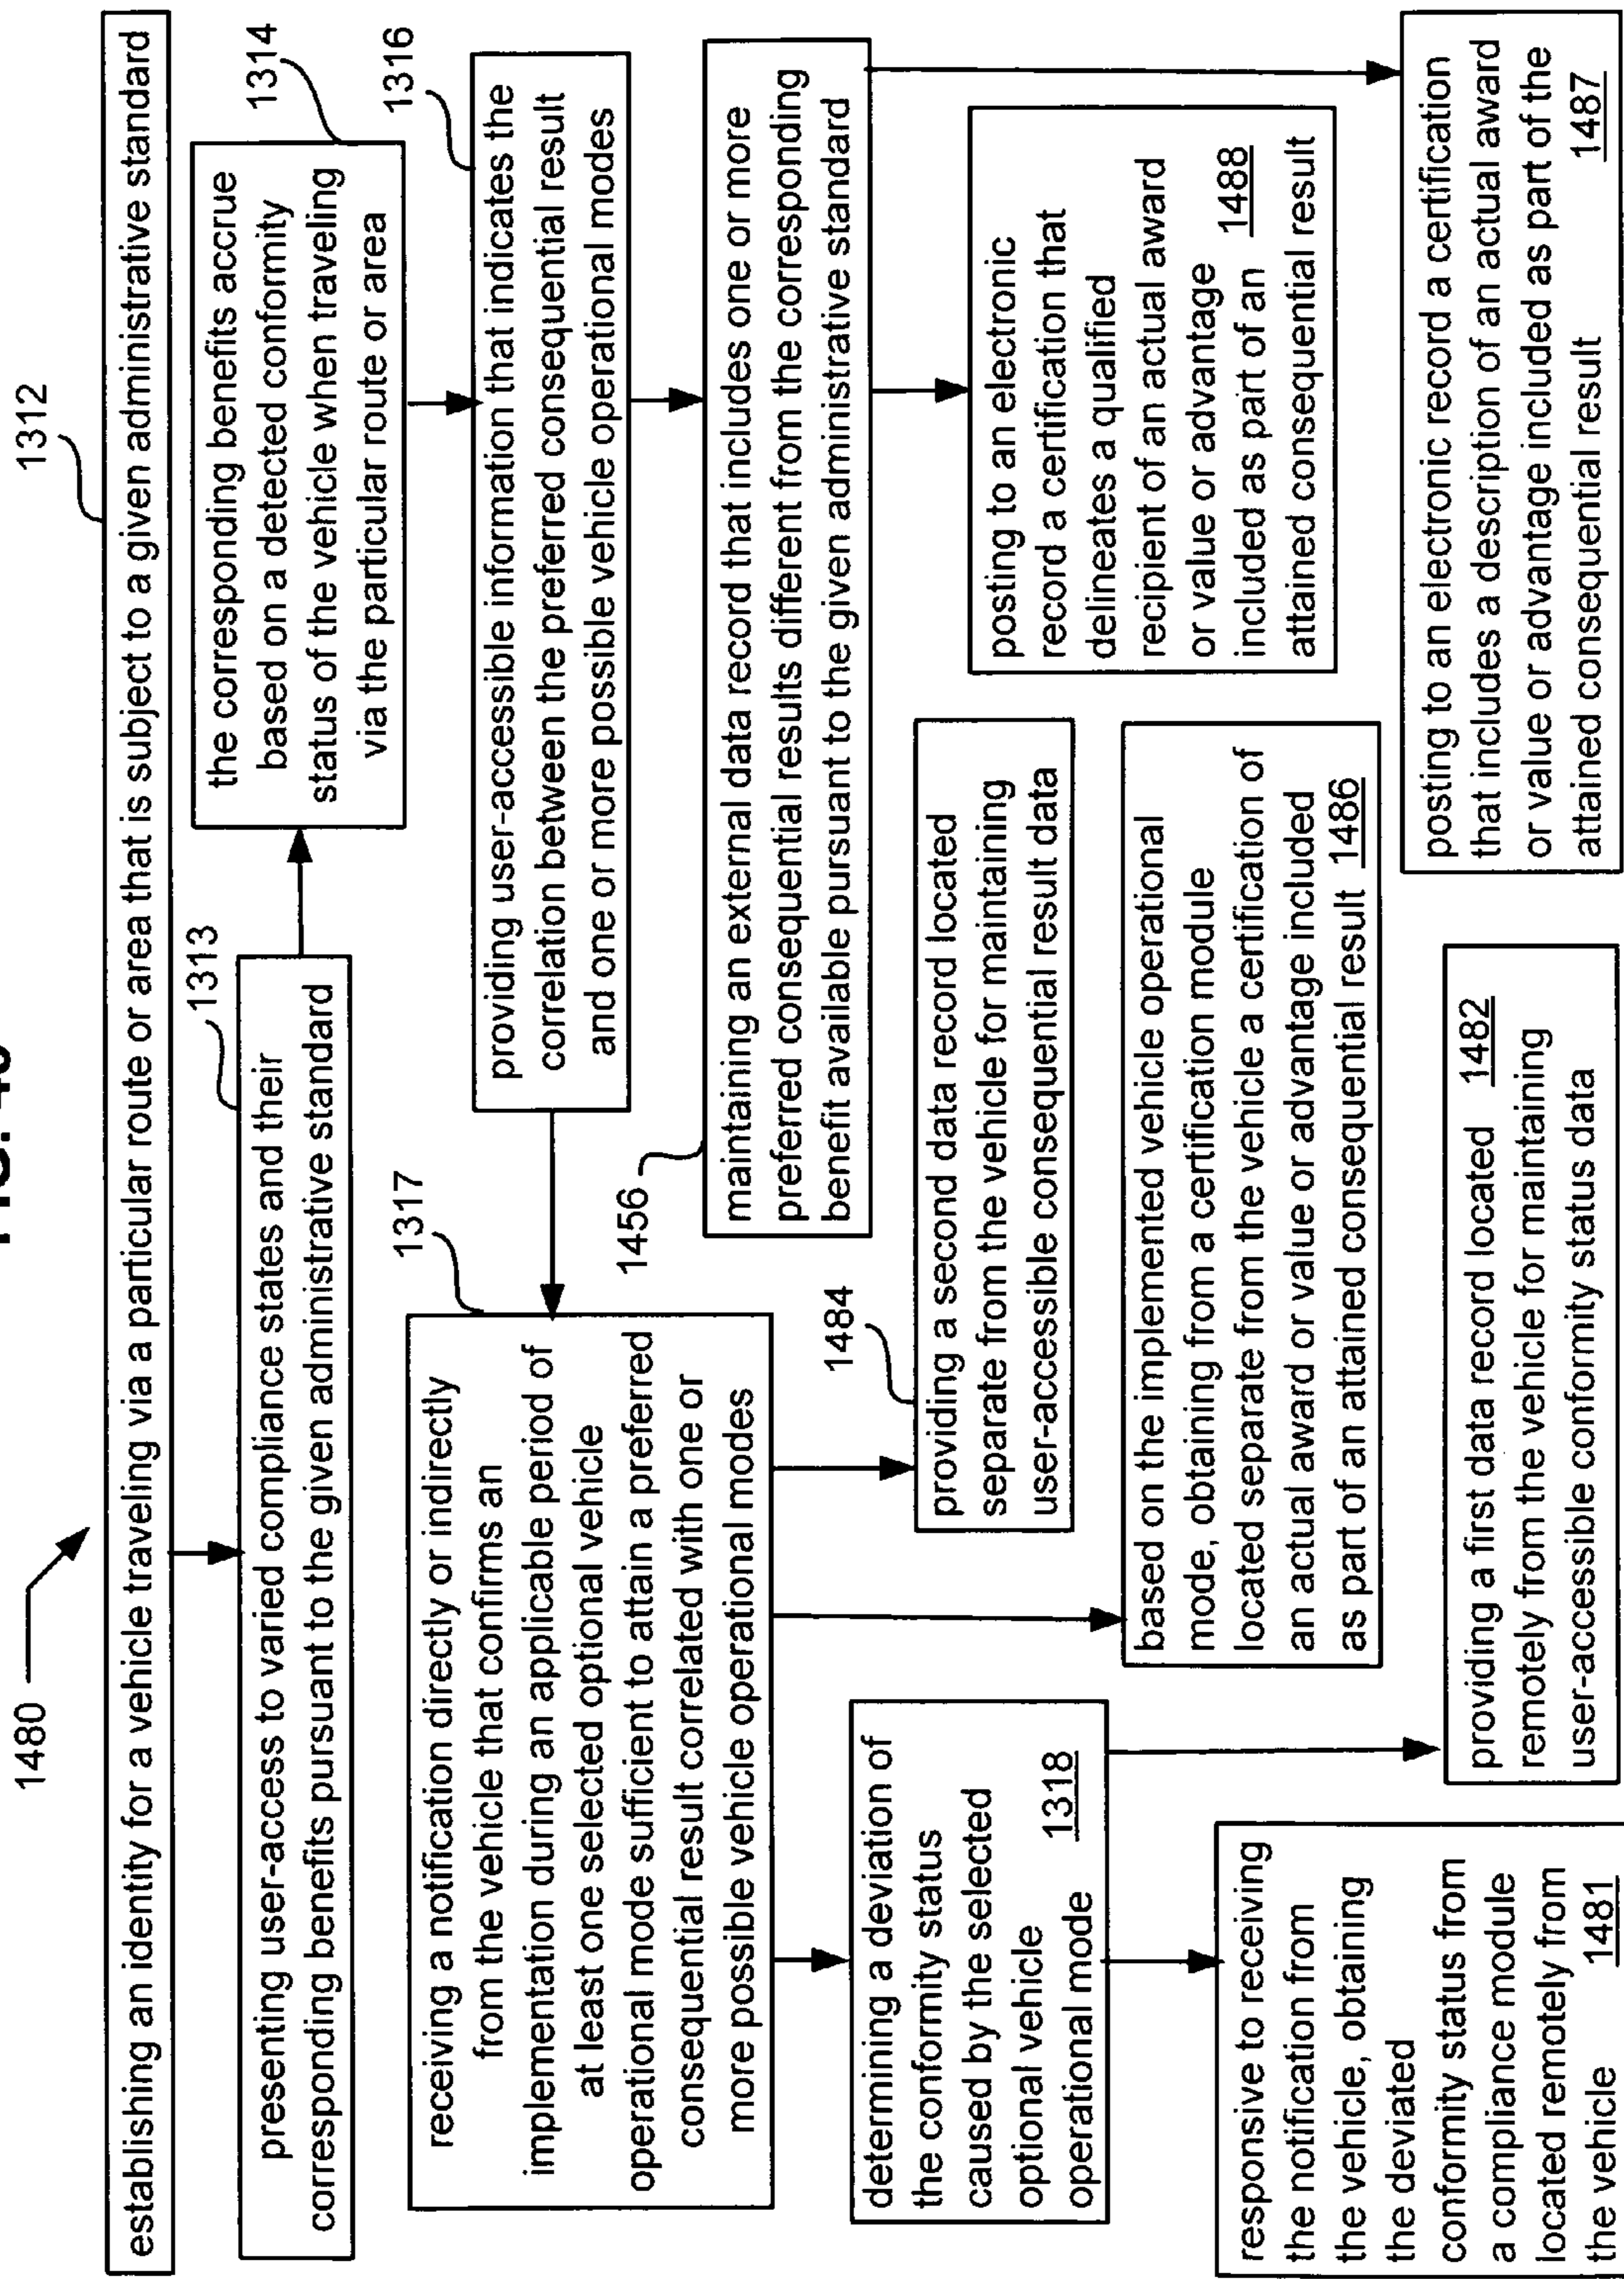 1480
1312
establishing an identity for a vehicle traveling via a particular route or area that is subject to a given administrative standard
1313
presenting user-access to varied compliance states and their
corresponding benefits pursuant to the given administrative standard
1314
the corresponding benefits accrue
based on a detected conformity
status of the vehicle when traveling
via the particular route or area
1316
providing user-accessible information that indicates the
correlation between the preferred consequential result
and one or more possible vehicle operational modes
1317
receiving a notification directly or indirectly
from the vehicle that confirms an
implementation during an applicable period of
at least one selected optional vehicle
operational mode sufficient to attain a preferred
consequential result correlated with one or
more possible vehicle operational modes
1456
maintaining an external data record that includes one or more
preferred consequential results different from the corresponding
benefit available pursuant to the given administrative standard
determining a deviation of
the conformity status
caused by the selected
optional vehicle 1318
operational mode
1484
providing a second data record located
separate from the vehicle for maintaining
user-accessible consequential result data
posting to an electronic
record a certification that
delineates a qualified
recipient of an actual award
or value or advantage 1488
included as part of an
attained consequential result
based on the implemented vehicle operational
mode, obtaining from a certification module
located separate from the vehicle a certification of
an actual award or value or advantage included
as part of an attained consequential result 1486
responsive to receiving
the notification from
the vehicle, obtaining
the deviated
conformity status from
a compliance module
located remotely from
the vehicle 1481
providing a first data record located 1482
remotely from the vehicle for maintaining
user-accessible conformity status data
posting to an electronic record a certification
that includes a description of an actual award
or value or advantage included as part of the
attained consequential result 1487